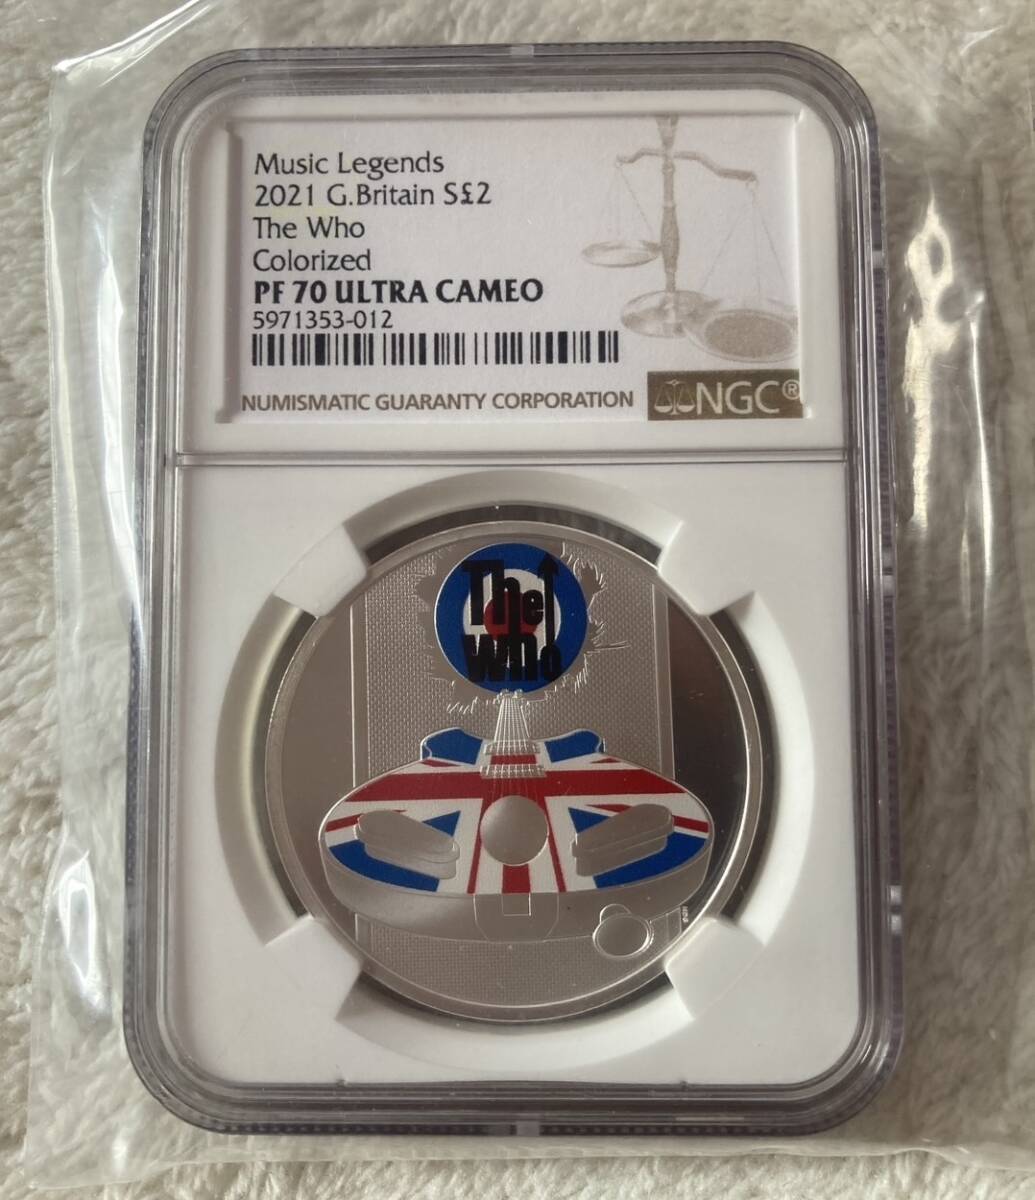 Music Legends
2021 G.Britain S£2
The Who
Colorized
PF 70 ULTRA CAMEO
5971353-012
NUMISMATIC GUARANTY CORPORATION
NGC®
The
Who